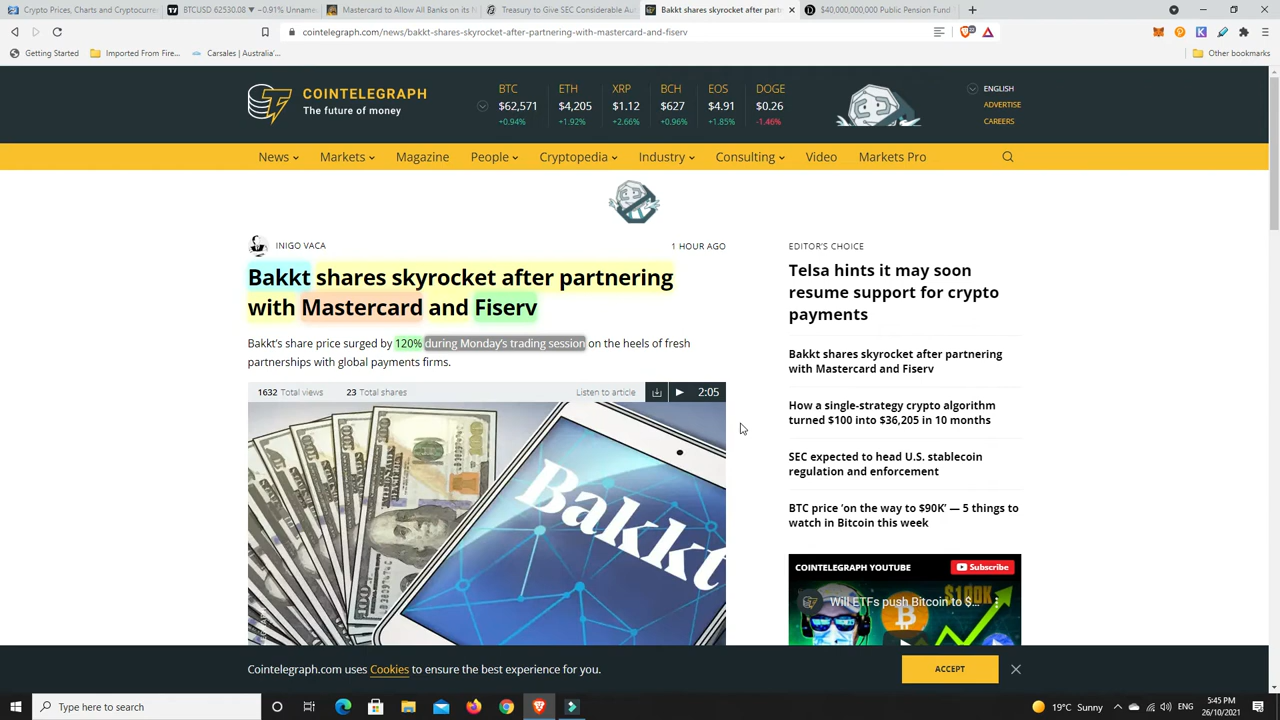 Crypto Prices, Charts and Cryptocurr
BTCUSD 62530.08 ▼ −0.91% Unname
Mastercard to Allow All Banks on its N
Treasury to Give SEC Considerable Au
Bakkt shares skyrocket after partn
$40,000,000,000 Public Pension Fund
cointelegraph.com/news/bakkt-shares-skyrocket-after-partnering-with-mastercard-and-fiserv
Getting Started
Imported From Fire...
Carsales | Australia'...
Other bookmarks
COINTELEGRAPH
The future of money
BTC ETH XRP BCH EOS DOGE
$62,571 $4,205 $1.12 $627 $4.91 $0.26
+0.94% +1.92% +2.66% +0.96% +1.85% -1.46%
ENGLISH
ADVERTISE
CAREERS
News Markets Magazine People Cryptopedia Industry Consulting Video Markets Pro
INIGO VACA
1 HOUR AGO
Bakkt shares skyrocket after partnering
with Mastercard and Fiserv
Bakkt's share price surged by 120% during Monday's trading session on the heels of fresh
partnerships with global payments firms.
1632 Total views 23 Total shares
Listen to article
2:05
Bakkt
EDITOR'S CHOICE
Telsa hints it may soon
resume support for crypto
payments
Bakkt shares skyrocket after partnering
with Mastercard and Fiserv
How a single-strategy crypto algorithm
turned $100 into $36,205 in 10 months
SEC expected to head U.S. stablecoin
regulation and enforcement
BTC price 'on the way to $90K' — 5 things to
watch in Bitcoin this week
COINTELEGRAPH YOUTUBE
Subscribe
Will ETFs push Bitcoin to $...
$100K
Cointelegraph.com uses Cookies to ensure the best experience for you.
ACCEPT
Type here to search
19°C Sunny
ENG
5:45 PM
26/10/2021